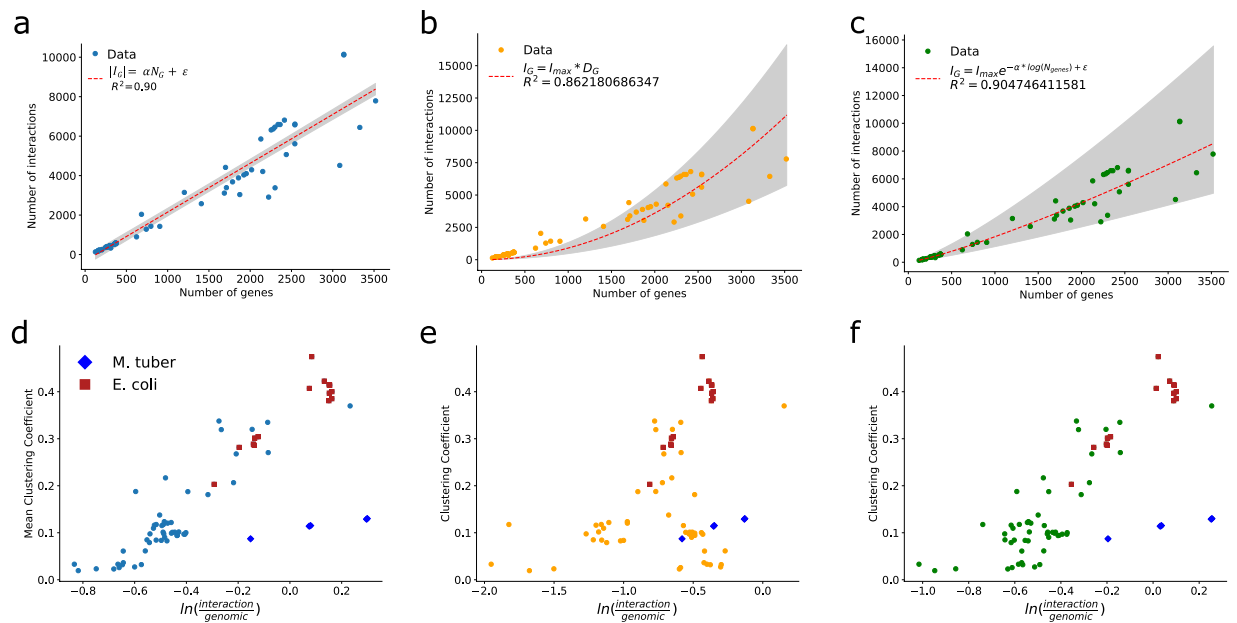 a
Data
|I_G| = αN_G + ε
R²=0.90
Number of interactions
10000
8000
6000
4000
2000
0
0 500 1000 1500 2000 2500 3000 3500
Number of genes
b
Data
I_G = I_max * D_G
R² = 0.862180686347
Number of interactions
17500
15000
12500
10000
7500
5000
2500
0
0 500 1000 1500 2000 2500 3000 3500
Number of genes
c
Data
I_G = I_max e^{-α*log(N_genes)+ε}
R² = 0.904746411581
Number of interactions
16000
14000
12000
10000
8000
6000
4000
2000
0
0 500 1000 1500 2000 2500 3000 3500
Number of genes
d
M. tuber
E. coli
Mean Clustering Coefficient
0.4
0.3
0.2
0.1
0.0
−0.8 −0.6 −0.4 −0.2 0.0 0.2
ln(interaction/genomic)
e
Clustering Coefficient
0.4
0.3
0.2
0.1
0.0
−2.0 −1.5 −1.0 −0.5 0.0
ln(interaction/genomic)
f
Clustering Coefficient
0.4
0.3
0.2
0.1
0.0
−1.0 −0.8 −0.6 −0.4 −0.2 0.0 0.2
ln(interaction/genomic)